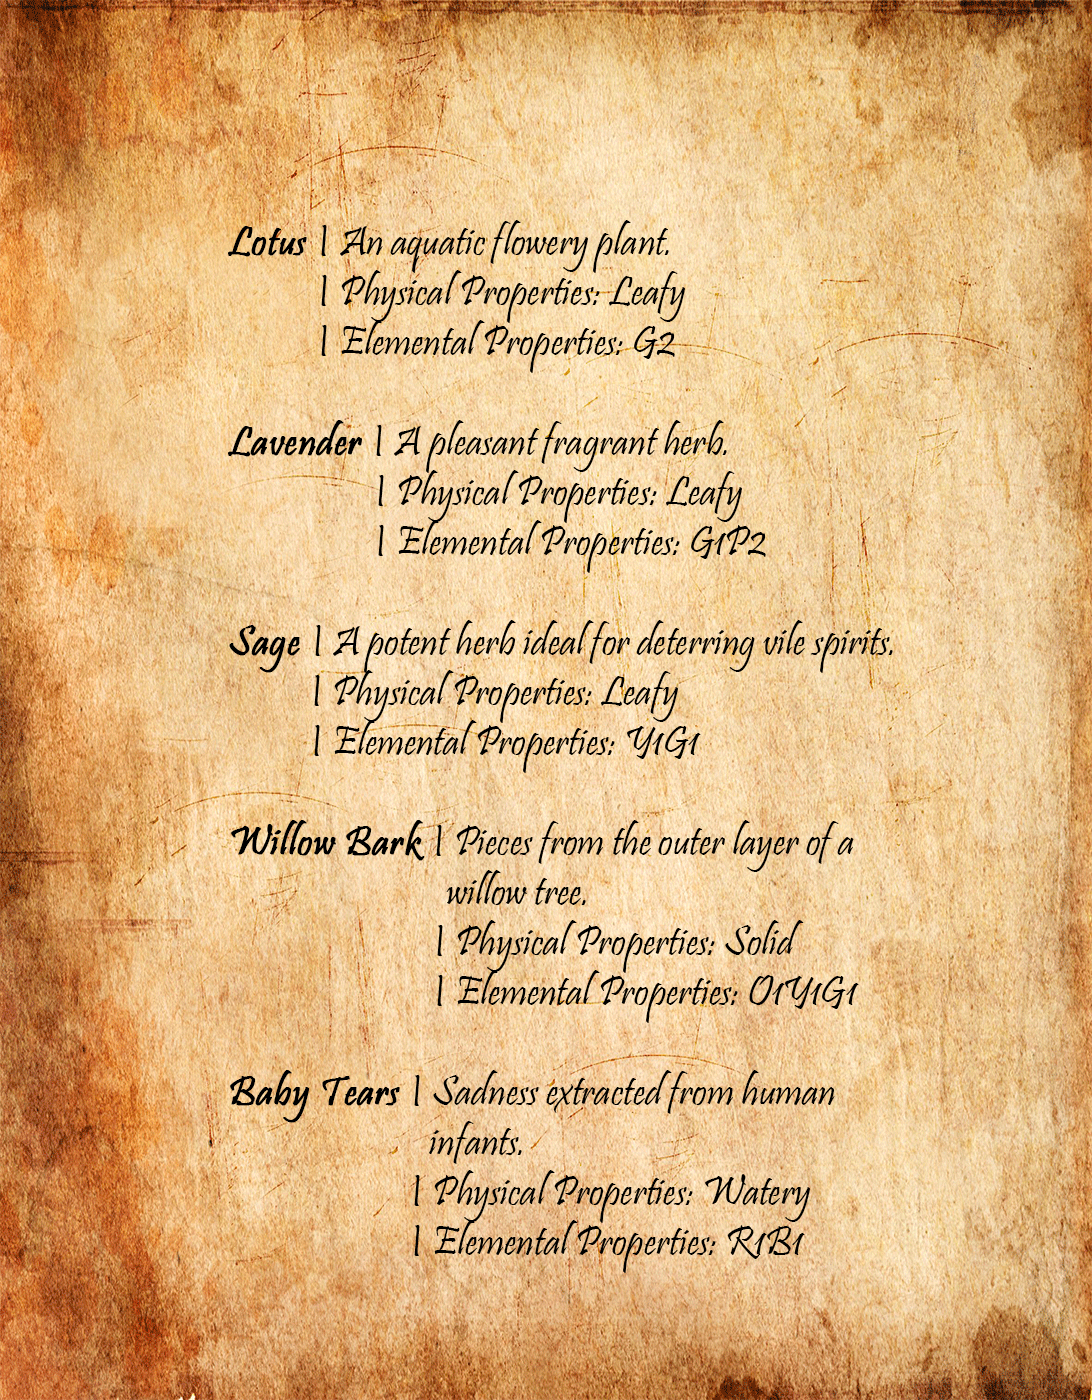 Lotus | An aquatic flowery plant.
| Physical Properties: Leafy
| Elemental Properties: G2
Lavender | A pleasant fragrant herb.
| Physical Properties: Leafy
| Elemental Properties: G1P2
Sage | A potent herb ideal for deterring vile spirits.
| Physical Properties: Leafy
| Elemental Properties: Y1G1
Willow Bark | Pieces from the outer layer of a
willow tree.
| Physical Properties: Solid
| Elemental Properties: O1Y1G1
Baby Tears | Sadness extracted from human
infants.
| Physical Properties: Watery
| Elemental Properties: R1B1